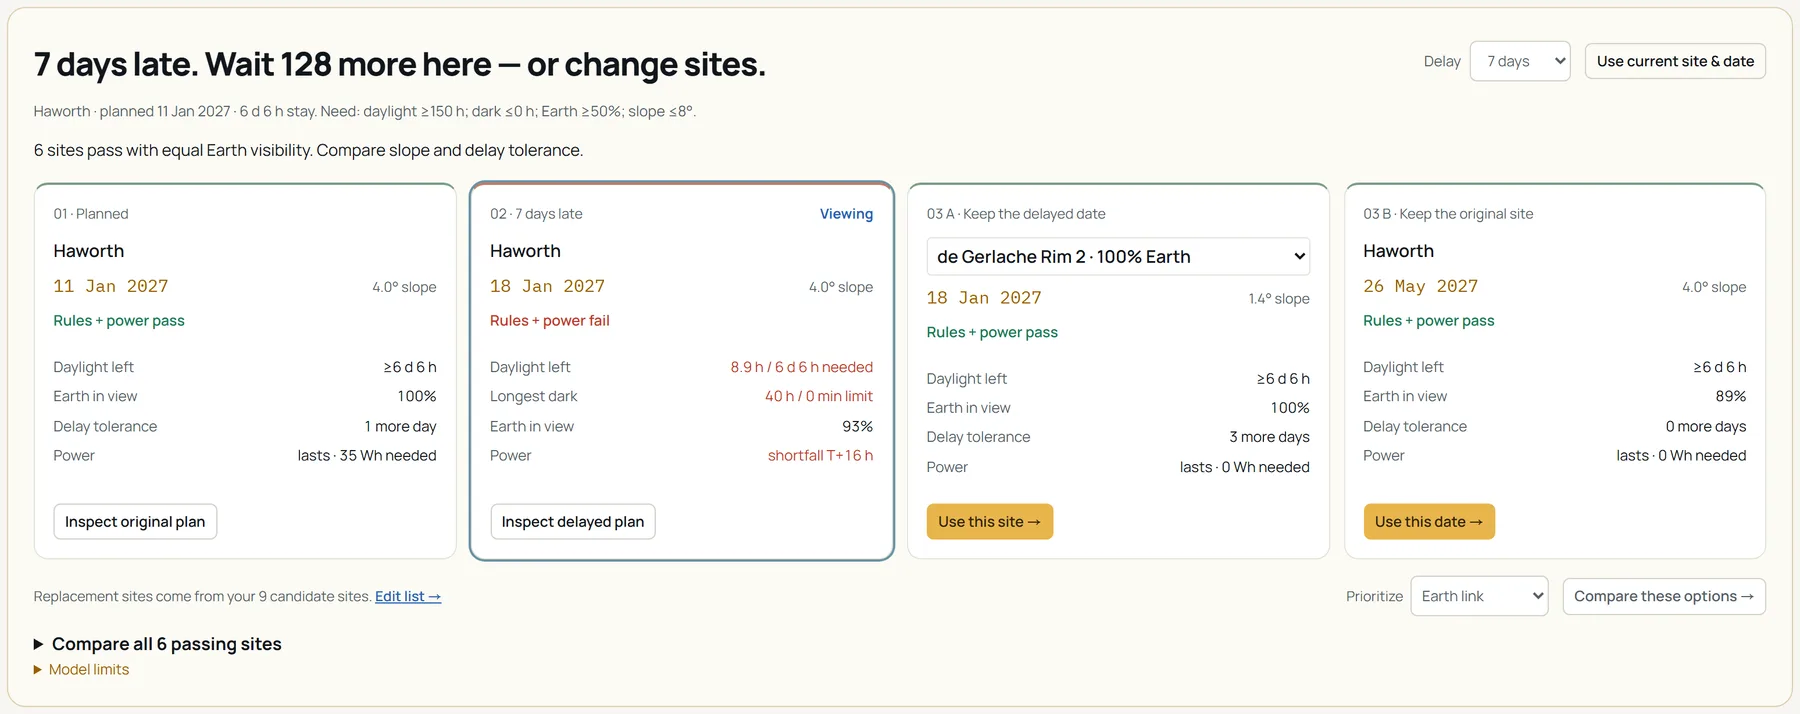 7 days late. Wait 128 more here — or change sites.
Delay 7 days Use current site & date
Haworth · planned 11 Jan 2027 · 6 d 6 h stay. Need: daylight ≥150 h; dark ≤0 h; Earth ≥50%; slope ≤8°.
6 sites pass with equal Earth visibility. Compare slope and delay tolerance.
01 · Planned
Haworth
11 Jan 2027 4.0° slope
Rules + power pass
Daylight left ≥6 d 6 h
Earth in view 100%
Delay tolerance 1 more day
Power lasts · 35 Wh needed
Inspect original plan
02 · 7 days late Viewing
Haworth
18 Jan 2027 4.0° slope
Rules + power fail
Daylight left 8.9 h / 6 d 6 h needed
Longest dark 40 h / 0 min limit
Earth in view 93%
Power shortfall T+16 h
Inspect delayed plan
03 A · Keep the delayed date
de Gerlache Rim 2 · 100% Earth
18 Jan 2027 1.4° slope
Rules + power pass
Daylight left ≥6 d 6 h
Earth in view 100%
Delay tolerance 3 more days
Power lasts · 0 Wh needed
Use this site →
03 B · Keep the original site
Haworth
26 May 2027 4.0° slope
Rules + power pass
Daylight left ≥6 d 6 h
Earth in view 89%
Delay tolerance 0 more days
Power lasts · 0 Wh needed
Use this date →
Replacement sites come from your 9 candidate sites. Edit list →
Prioritize Earth link Compare these options →
▶ Compare all 6 passing sites
▶ Model limits